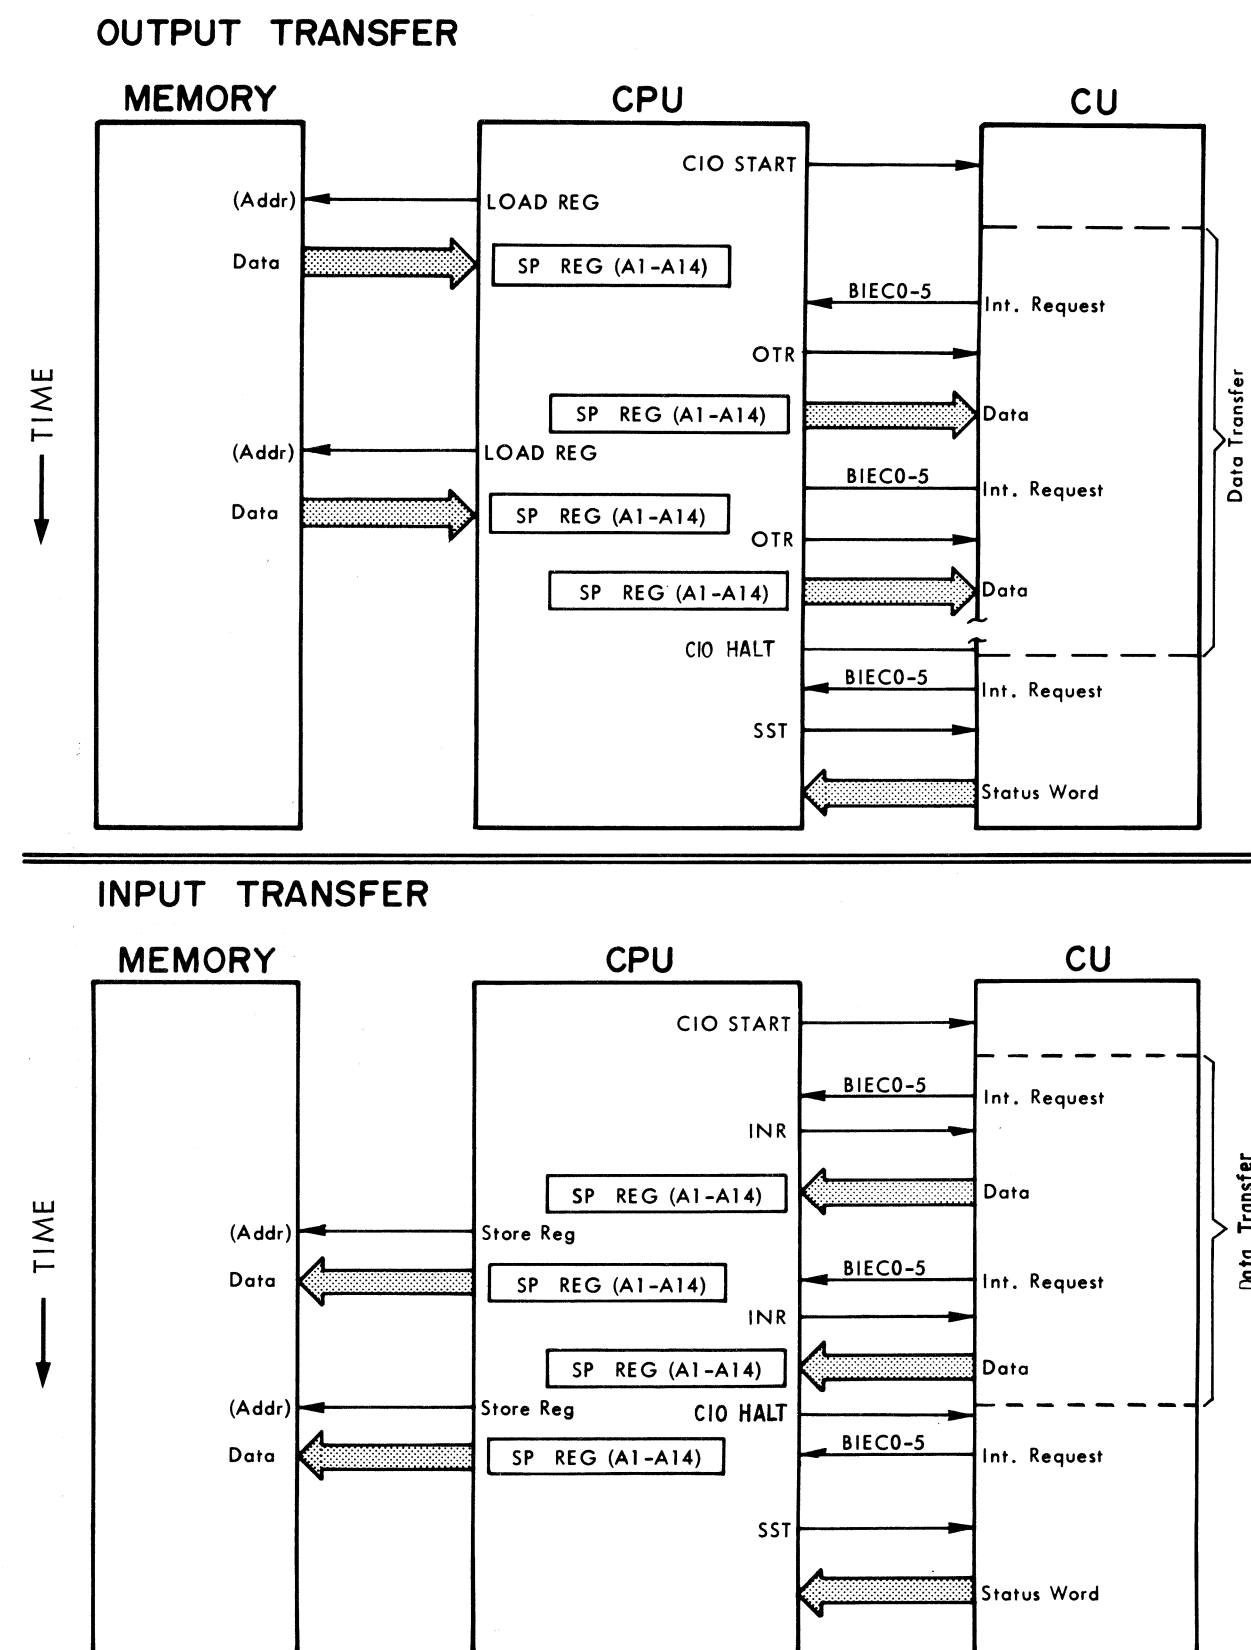 OUTPUT TRANSFER
MEMORY CPU CU
CIO START
(Addr) LOAD REG
Data SP REG (A1-A14)
BIEC0-5 Int. Request
OTR
SP REG (A1-A14) Data
(Addr) LOAD REG
BIEC0-5 Int. Request
Data SP REG (A1-A14)
OTR
SP REG (A1-A14) Data
CIO HALT
BIEC0-5 Int. Request
SST
Status Word
TIME
Data Transfer
INPUT TRANSFER
MEMORY CPU CU
CIO START
BIEC0-5 Int. Request
INR
SP REG (A1-A14) Data
(Addr) Store Reg
Data SP REG (A1-A14)
BIEC0-5 Int. Request
INR
SP REG (A1-A14) Data
(Addr) Store Reg
CIO HALT
BIEC0-5 Int. Request
Data SP REG (A1-A14)
SST
Status Word
TIME
Data Transfer